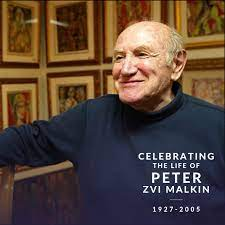 CELEBRATING
THE LIFE OF
PETER
ZVI MALKIN
1927-2005